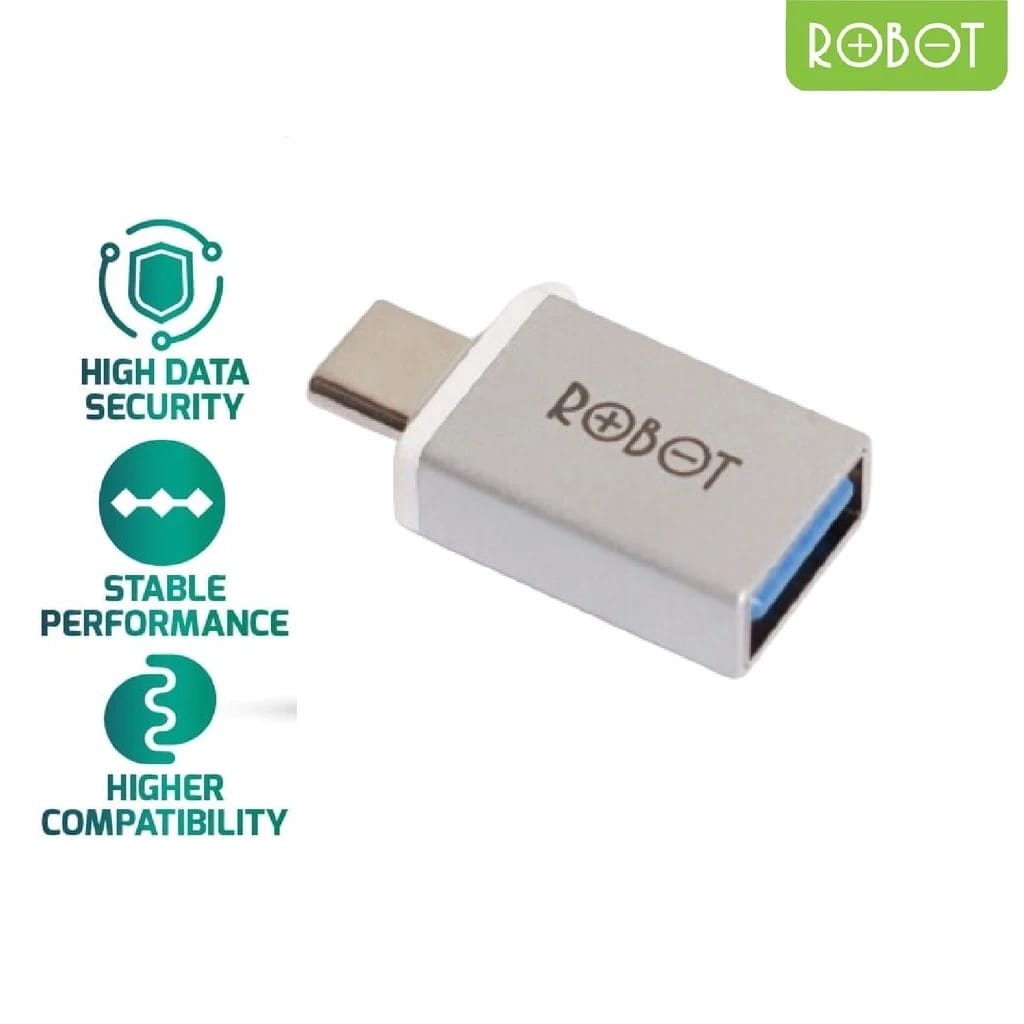 ROBOT
HIGH DATA
SECURITY
ROBOT
STABLE
PERFORMANCE
HIGHER
COMPATIBILITY